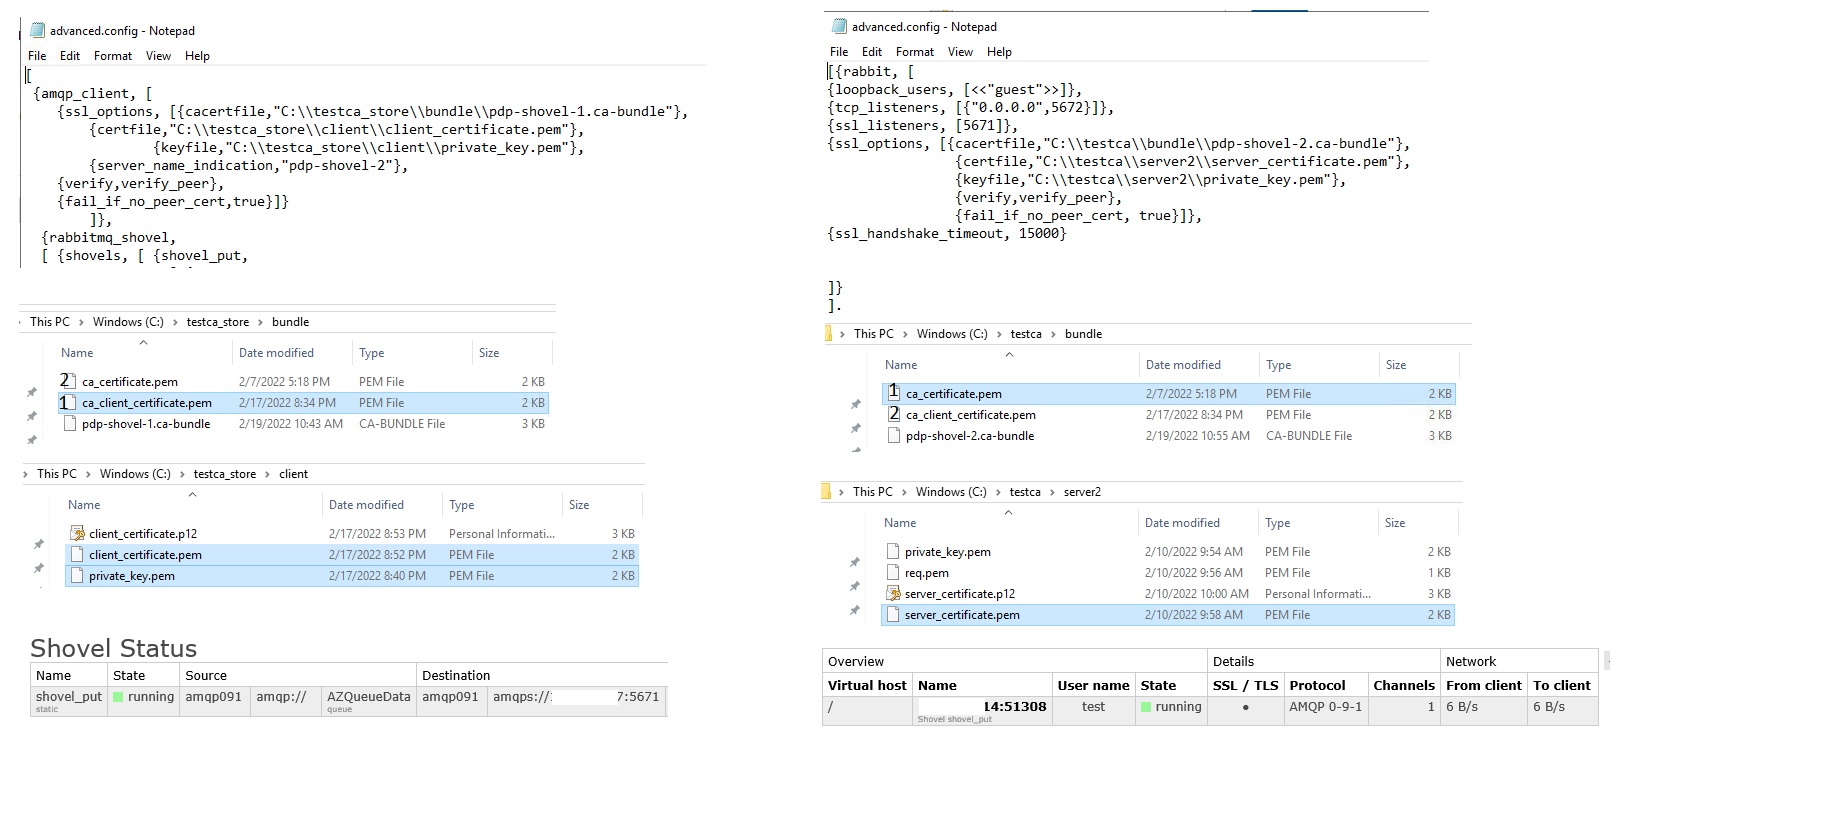 advanced.config - Notepad
File Edit Format View Help
[
{amqp_client, [
{ssl_options, [{cacertfile,"C:\\testca_store\\bundle\\pdp-shovel-1.ca-bundle"},
{certfile,"C:\\testca_store\\client\\client_certificate.pem"},
{keyfile,"C:\\testca_store\\client\\private_key.pem"},
{server_name_indication,"pdp-shovel-2"},
{verify,verify_peer},
{fail_if_no_peer_cert,true}]}
]},
{rabbitmq_shovel,
[ {shovels, [ {shovel_put,
This PC > Windows (C:) > testca_store > bundle
Name Date modified Type Size
2 ca_certificate.pem 2/7/2022 5:18 PM PEM File 2 KB
1 ca_client_certificate.pem 2/17/2022 8:34 PM PEM File 2 KB
pdp-shovel-1.ca-bundle 2/19/2022 10:43 AM CA-BUNDLE File 3 KB
This PC > Windows (C:) > testca_store > client
Name Date modified Type Size
client_certificate.p12 2/17/2022 8:53 PM Personal Informati... 3 KB
client_certificate.pem 2/17/2022 8:52 PM PEM File 2 KB
private_key.pem 2/17/2022 8:40 PM PEM File 2 KB
Shovel Status
Name State Source Destination
shovel_put running amqp091 amqp:// AZQueueData amqp091 amqps:// 7:5671
static queue
advanced.config - Notepad
File Edit Format View Help
[{rabbit, [
{loopback_users, [<<"guest">>]},
{tcp_listeners, [{"0.0.0.0",5672}]},
{ssl_listeners, [5671]},
{ssl_options, [{cacertfile,"C:\\testca\\bundle\\pdp-shovel-2.ca-bundle"},
{certfile,"C:\\testca\\server2\\server_certificate.pem"},
{keyfile,"C:\\testca\\server2\\private_key.pem"},
{verify,verify_peer},
{fail_if_no_peer_cert, true}]},
{ssl_handshake_timeout, 15000}
]}
].
This PC > Windows (C:) > testca > bundle
Name Date modified Type Size
1 ca_certificate.pem 2/7/2022 5:18 PM PEM File 2 KB
2 ca_client_certificate.pem 2/17/2022 8:34 PM PEM File 2 KB
pdp-shovel-2.ca-bundle 2/19/2022 10:55 AM CA-BUNDLE File 3 KB
This PC > Windows (C:) > testca > server2
Name Date modified Type Size
private_key.pem 2/10/2022 9:54 AM PEM File 2 KB
req.pem 2/10/2022 9:56 AM PEM File 1 KB
server_certificate.p12 2/10/2022 10:00 AM Personal Informati... 3 KB
server_certificate.pem 2/10/2022 9:58 AM PEM File 2 KB
Overview Details Network
Virtual host Name User name State SSL / TLS Protocol Channels From client To client
/ 14:51308 test running ● AMQP 0-9-1 1 6 B/s 6 B/s
Shovel shovel_put